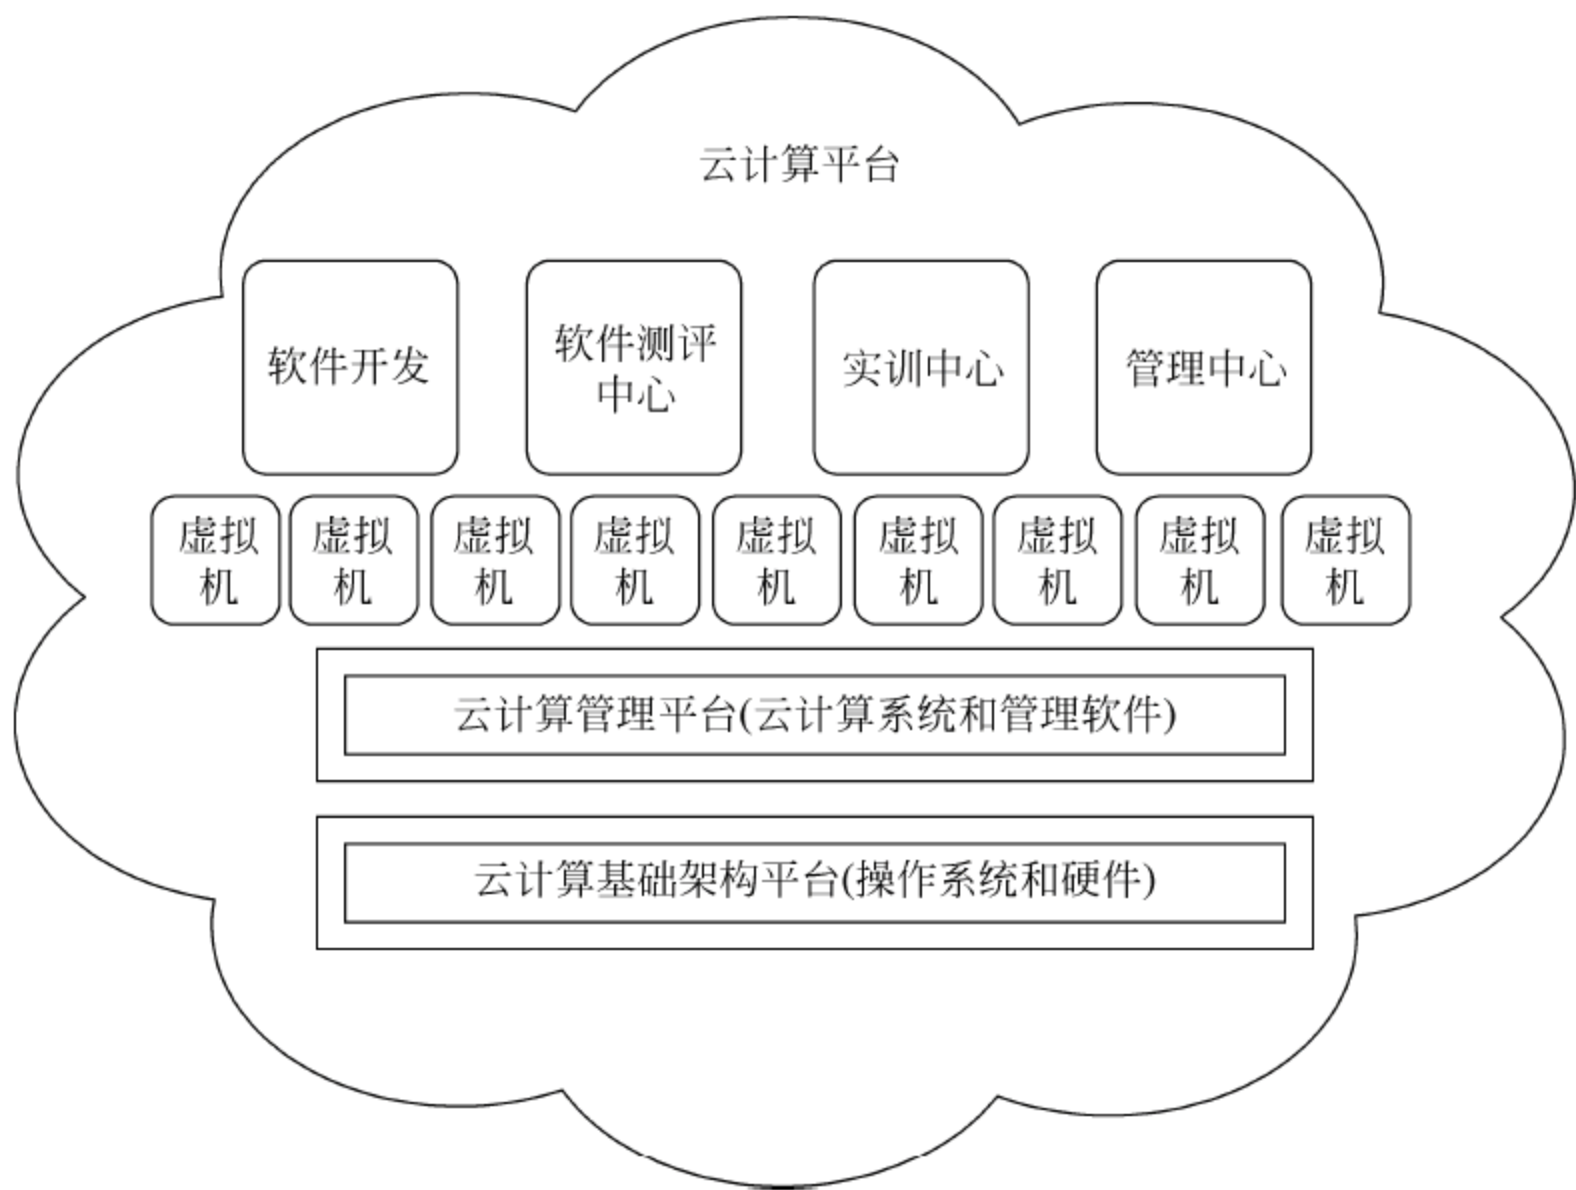 云计算平台
软件开发
软件测评
中心
实训中心
管理中心
虚拟
机
虚拟
机
虚拟
机
虚拟
机
虚拟
机
虚拟
机
虚拟
机
虚拟
机
虚拟
机
云计算管理平台(云计算系统和管理软件)
云计算基础架构平台(操作系统和硬件)